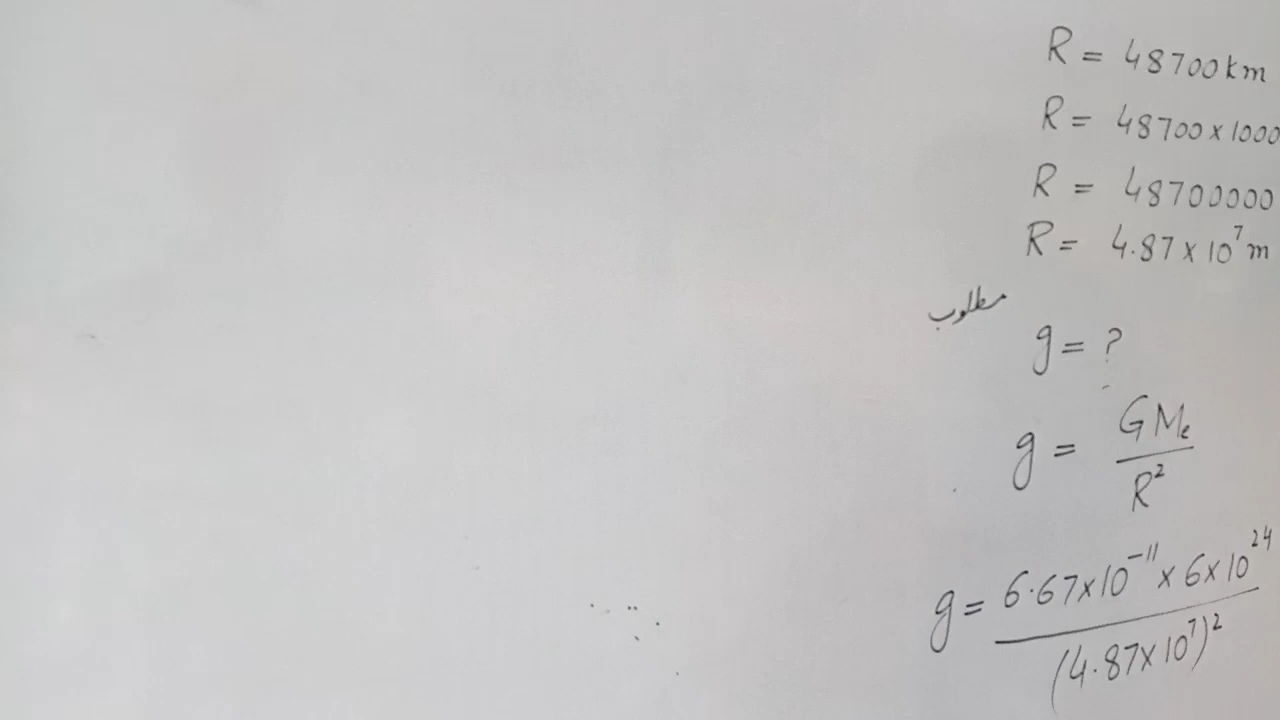 R = 48700km
R = 48700 x 1000
R = 48700000
R = 4.87 x 10⁷ m
مطلوب
g = ?
g = GMe / R²
g = 6.67x10⁻¹¹ x 6x10²⁴ / (4.87x10⁷)²